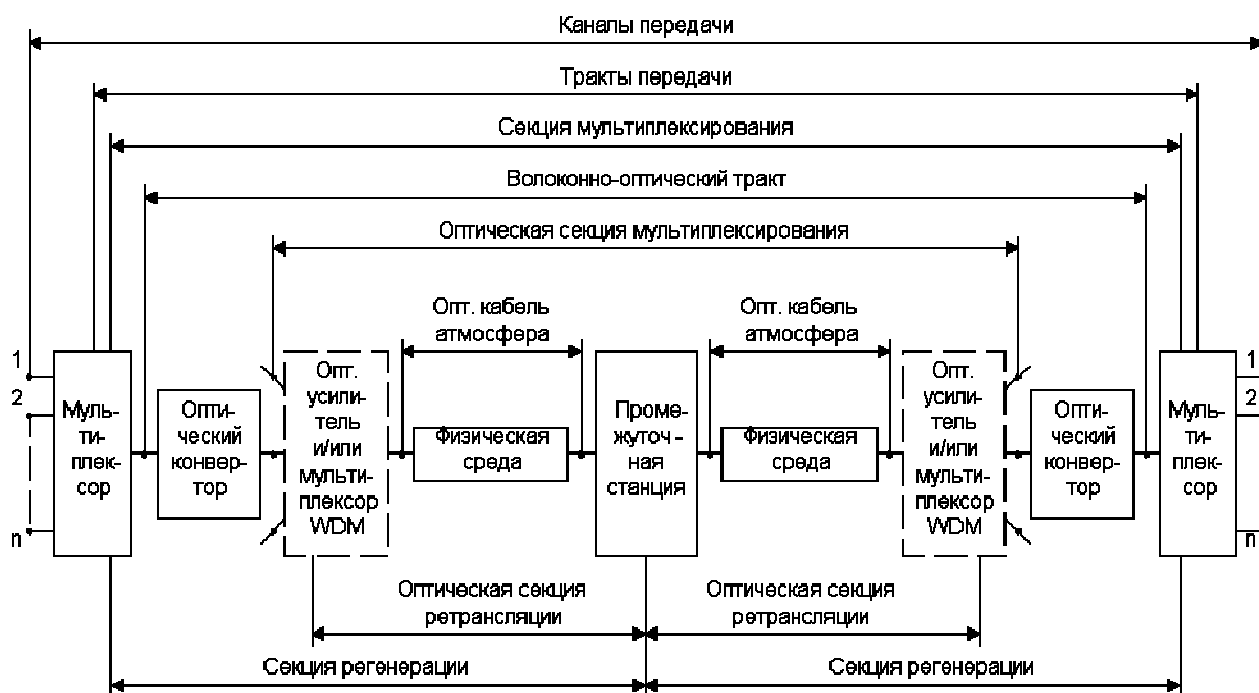 Каналы передачи
Тракты передачи
Секция мультиплексирования
Волоконно-оптический тракт
Оптическая секция мультиплексирования
Опт. кабель
атмосфера
Опт. кабель
атмосфера
1
2
n
Муль-
ти-
плек-
сор
Опти-
ческий
конвер-
тор
Опт.
усили-
тель
и/или
мульти-
плексор
WDM
Физическая
среда
Проме-
жуточ-
ная
станция
Физическая
среда
Опт.
усили-
тель
и/или
мульти-
плексор
WDM
Опти-
ческий
конвер-
тор
Муль-
ти-
плек-
сор
1
2
n
Оптическая секция
ретрансляции
Оптическая секция
ретрансляции
Секция регенерации
Секция регенерации